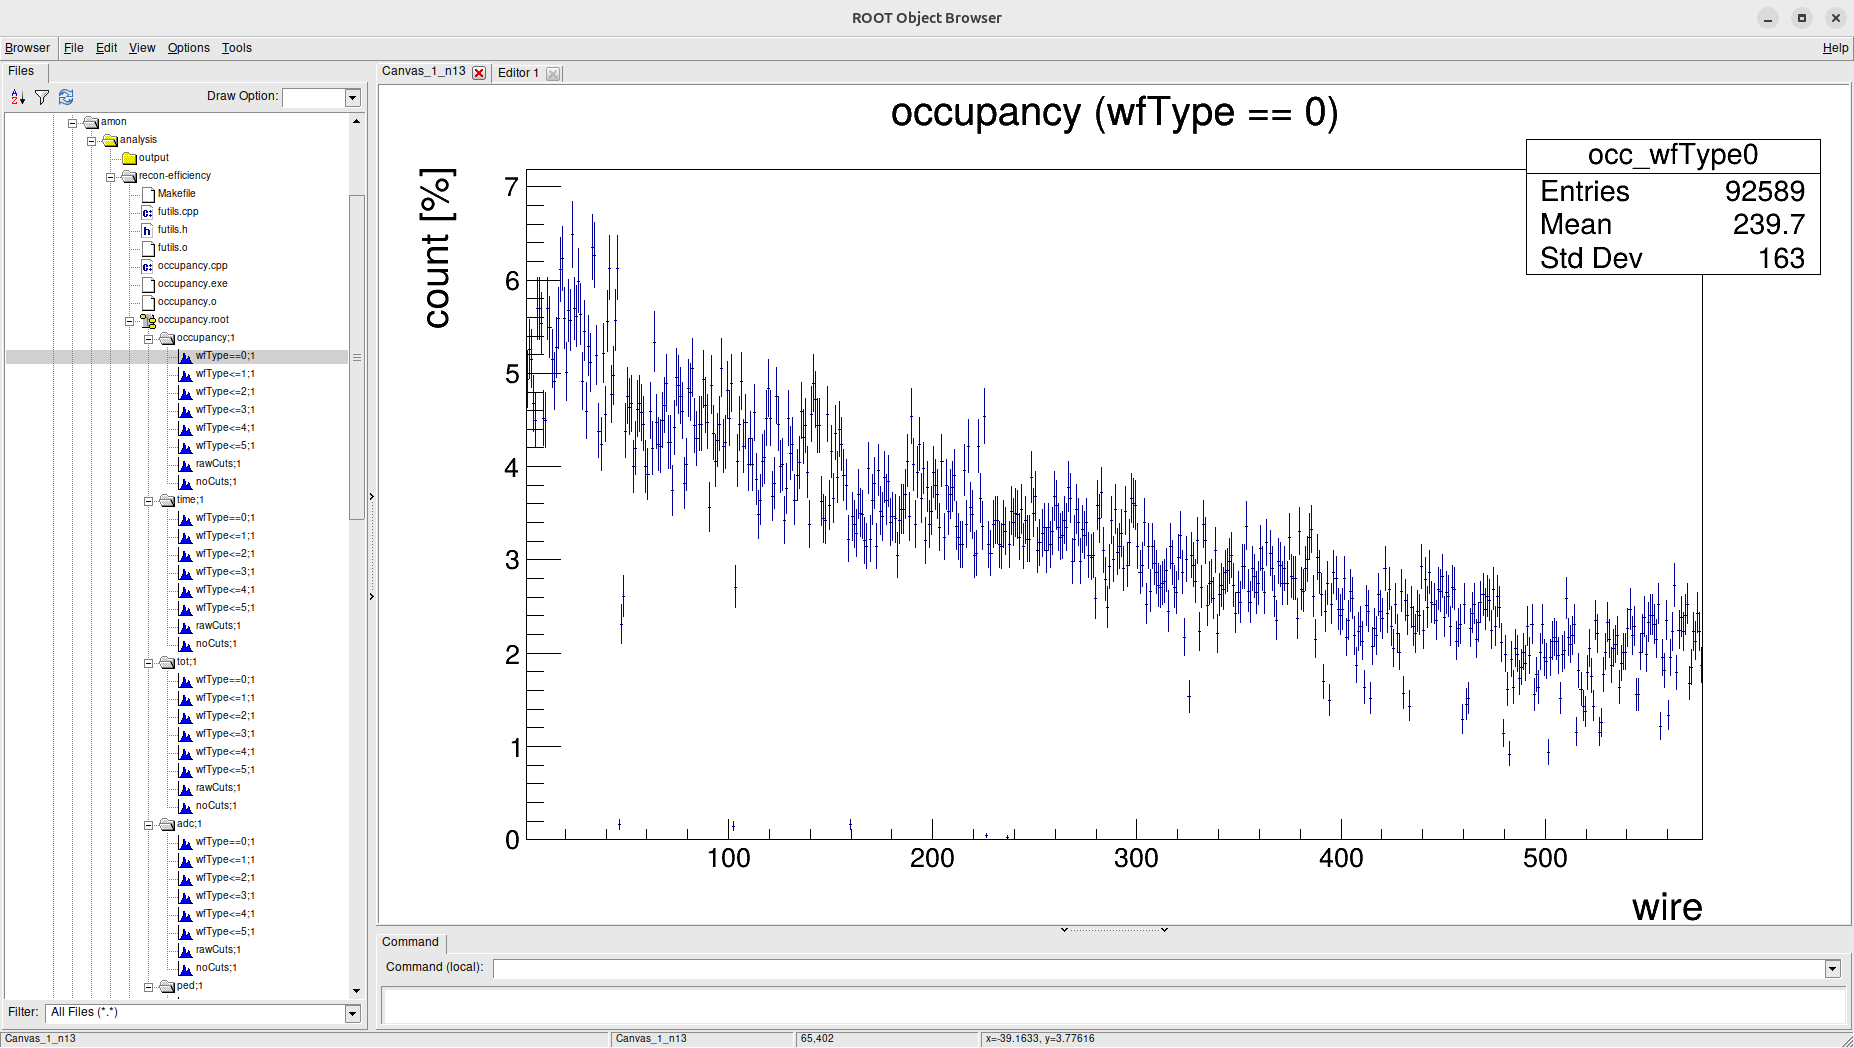 ROOT Object Browser
Browser File Edit View Options Tools Help
Files
Canvas_1_n13 Editor 1
Draw Option:
amon
analysis
output
recon-efficiency
Makefile
futils.cpp
futils.h
futils.o
occupancy.cpp
occupancy.exe
occupancy.o
occupancy.root
occupancy;1
wfType==0;1
wfType<=1;1
wfType<=2;1
wfType<=3;1
wfType<=4;1
wfType<=5;1
rawCuts;1
noCuts;1
time;1
wfType==0;1
wfType<=1;1
wfType<=2;1
wfType<=3;1
wfType<=4;1
wfType<=5;1
rawCuts;1
noCuts;1
tot;1
wfType==0;1
wfType<=1;1
wfType<=2;1
wfType<=3;1
wfType<=4;1
wfType<=5;1
rawCuts;1
noCuts;1
adc;1
wfType==0;1
wfType<=1;1
wfType<=2;1
wfType<=3;1
wfType<=4;1
wfType<=5;1
rawCuts;1
noCuts;1
ped;1
Filter: All Files (*.*)
occupancy (wfType == 0)
occ_wfType0
Entries 92589
Mean 239.7
Std Dev 163
count [%]
7
6
5
4
3
2
1
0
100 200 300 400 500
wire
Command
Command (local):
Canvas_1_n13 Canvas_1_n13 65,402 x=-39.1633, y=3.77616